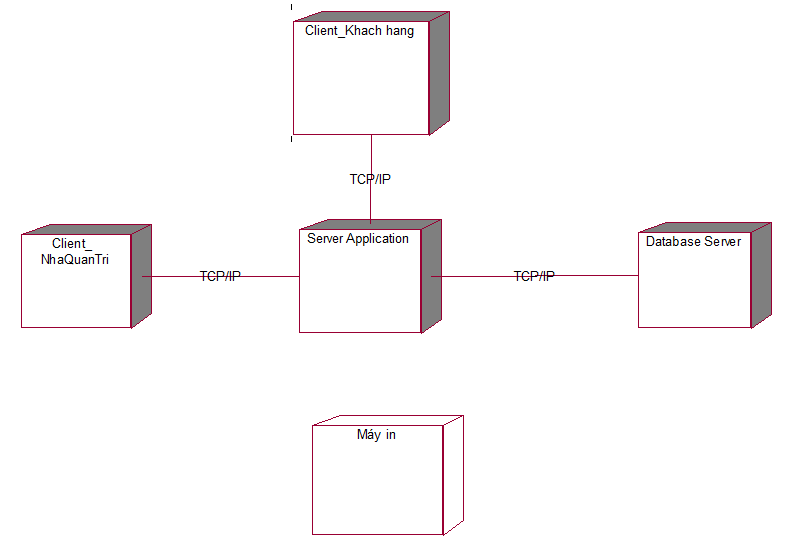 Client_Khach hang
TCP/IP
Client_
NhaQuanTri
TCP/IP
Server Application
TCP/IP
Database Server
Máy in